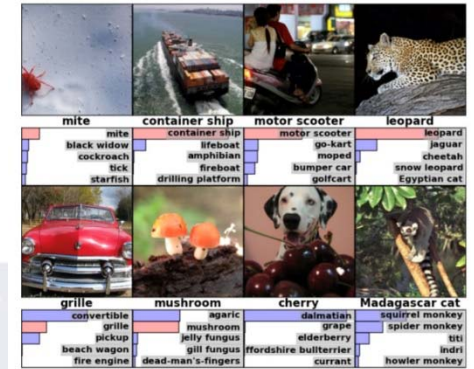 mite
container ship
motor scooter
leopard
mite
black widow
cockroach
tick
starfish
container ship
lifeboat
amphibian
fireboat
drilling platform
motor scooter
go-kart
moped
bumper car
golfcart
leopard
jaguar
cheetah
snow leopard
Egyptian cat
grille
mushroom
cherry
Madagascar cat
convertible
grille
pickup
beach wagon
fire engine
agaric
mushroom
jelly fungus
gill fungus
dead-man's-fingers
dalmatian
grape
elderberry
ffordshire bullterrier
currant
squirrel monkey
spider monkey
titi
indri
howler monkey